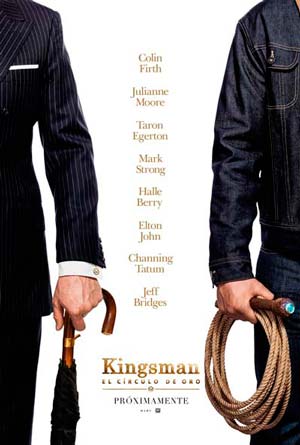 Colin
Firth
Julianne
Moore
Taron
Egerton
Mark
Strong
Halle
Berry
Elton
John
Channing
Tatum
Jeff
Bridges
Kingsman
EL CÍRCULO DE ORO
PRÓXIMAMENTE